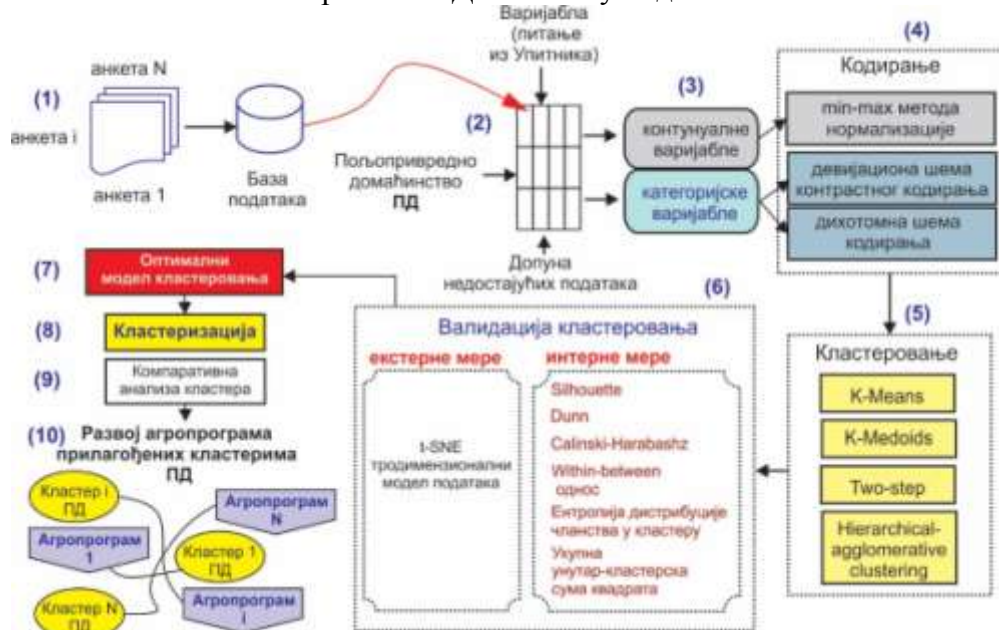 Варијабла
(питање
из Упитника)
(1)
анкета N
анкета i
анкета 1
База
података
(2)
Пољопривредно
домаћинство
ПД
Допуна
недостајућих података
(3)
контунуалне
варијабле
категоријске
варијабле
(4)
Кодирање
min-max метода
нормализације
девијациона шема
контрастног кодирања
дихотомна шема
кодирања
(5)
Кластеровање
K-Means
K-Medoids
Two-step
Hierarchical-
agglomerative
clustering
(6)
Валидација кластеровања
екстерне мере
t-SNE
тродимензионални
модел података
интерне мере
Silhouette
Dunn
Calinski-Harabashz
Within-between
однос
Ентропија дистрибуције
чланства у кластеру
Укупна
унутар-кластерска
сума квадрата
(7)
Оптимални
модел кластеровања
(8)
Кластеризација
(9)
Компаративна
анализа кластера
(10)
Развој агропрограма
прилагођених кластерима
ПД
Кластер i
ПД
Агропрограм
N
Агропрограм
1
Кластер 1
ПД
Кластер N
ПД
Агропрограм
i